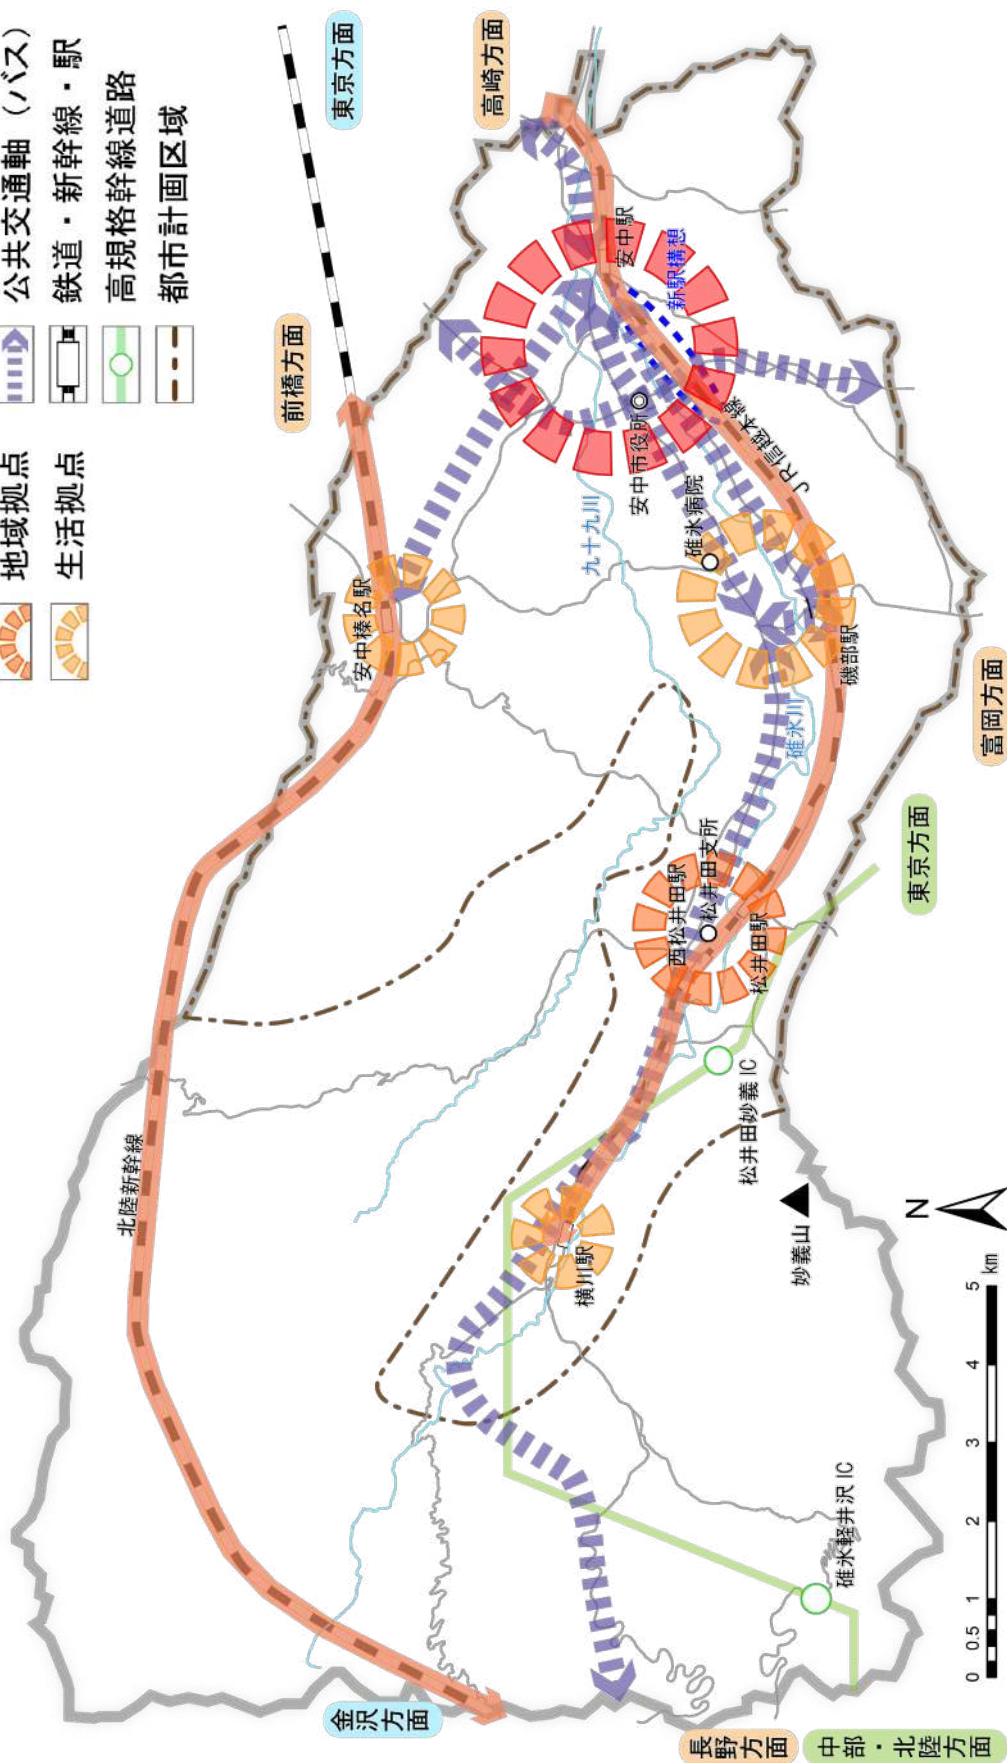 地域拠点
生活拠点
公共交通軸（バス）
鉄道・新幹線・駅
高規格幹線道路
都市計画区域
金沢方面
長野方面
中部・北陸方面
前橋方面
東京方面
高崎方面
富岡方面
東京方面
北陸新幹線
安中榛名駅
九十九川
安中市役所
碓氷病院
安中駅
新駅構想
JR信越本線
磯部駅
碓氷川
西松井田駅
松井田支所
松井田駅
松井田妙義IC
横川駅
妙義山
碓氷軽井沢IC
N
0 0.5 1 2 3 4 5 km